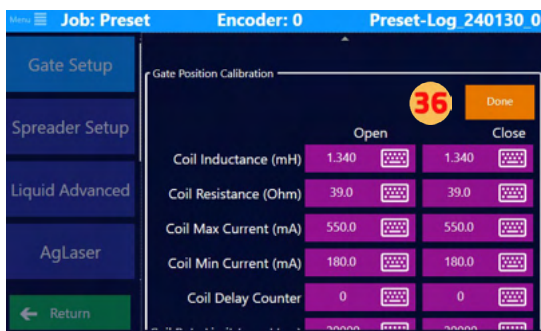 Menu Job: Preset Encoder: 0 Preset-Log_240130_0
Gate Setup
Gate Position Calibration
36 Done
Spreader Setup
Open Close
Coil Inductance (mH) 1.340 1.340
Liquid Advanced
Coil Resistance (Ohm) 39.0 39.0
Coil Max Current (mA) 550.0 550.0
AgLaser
Coil Min Current (mA) 180.0 180.0
Coil Delay Counter 0 0
Return